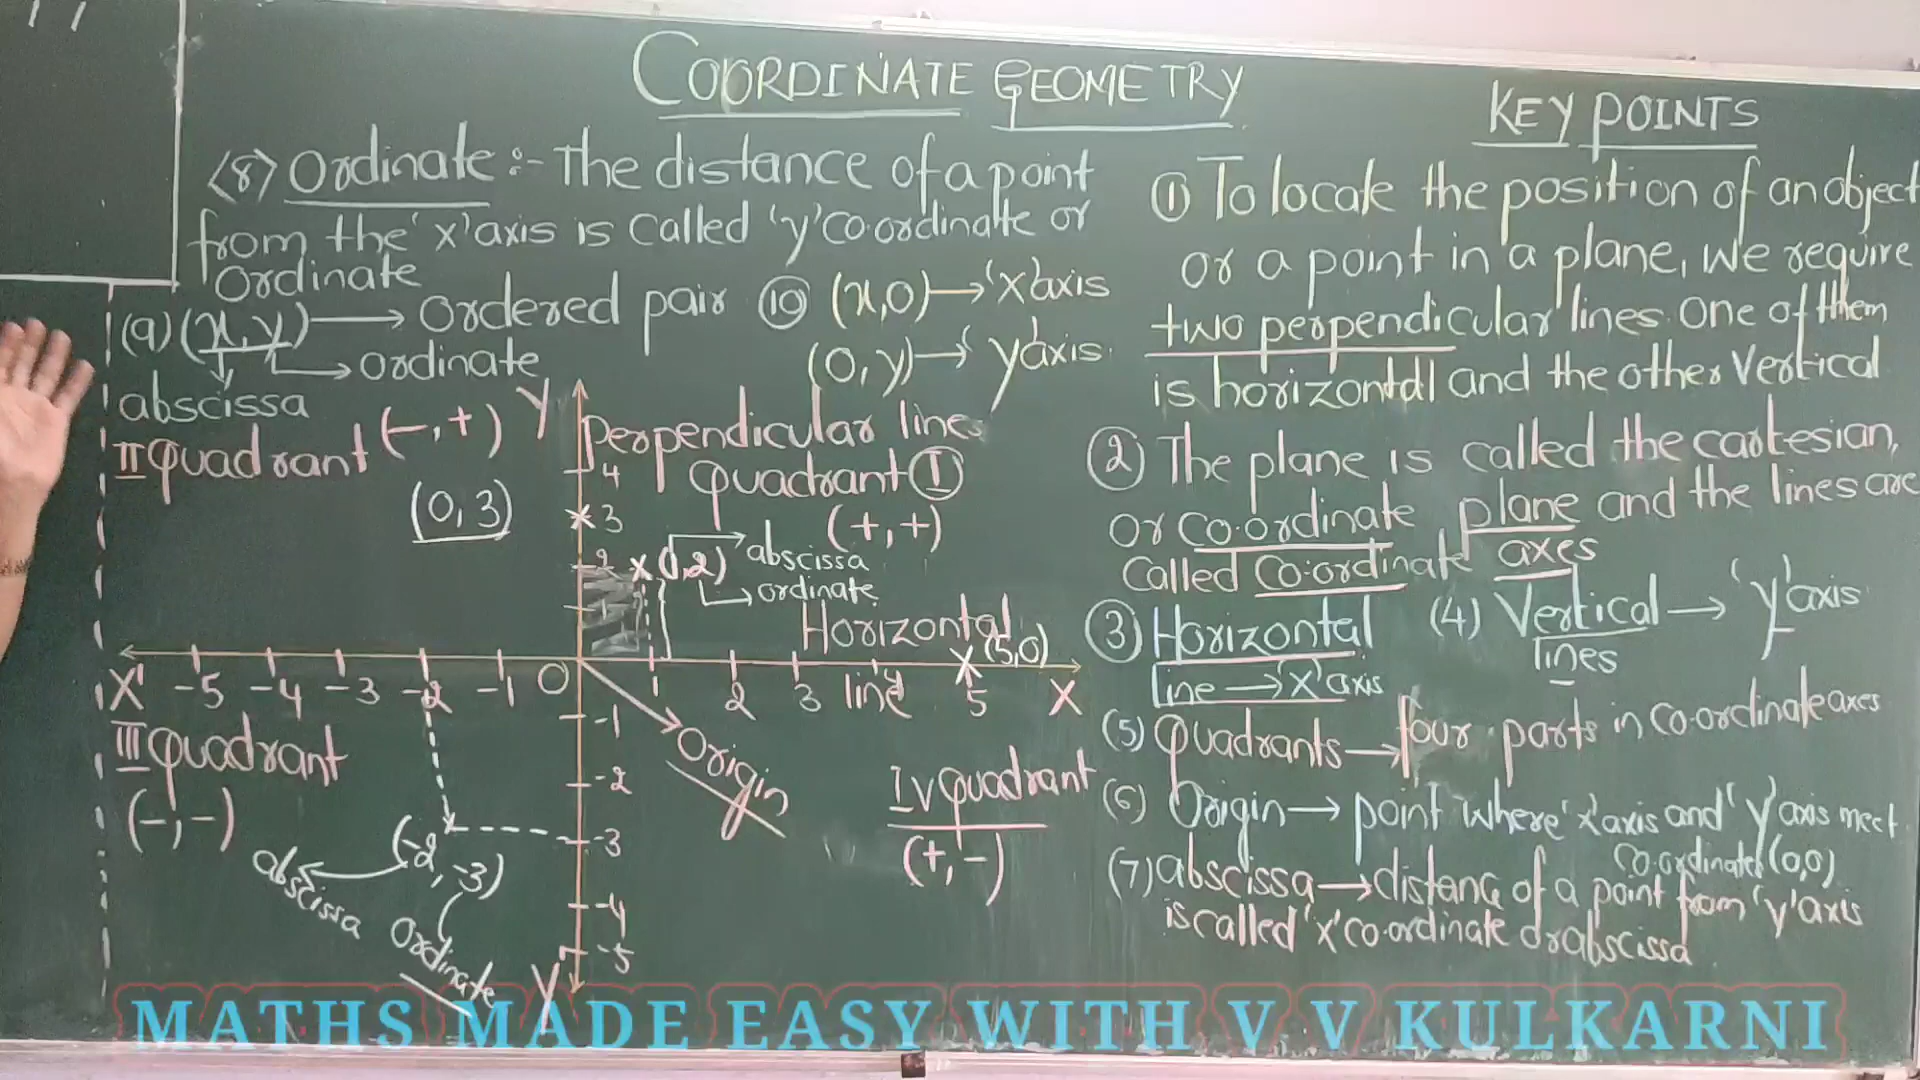 COORDINATE GEOMETRY
<8> Ordinate :- The distance of a point
from the 'x' axis is called 'y' co.ordinate or
Ordinate
(9) (x, y) → Ordered pair
→ ordinate
abscissa
⑩ (x,0) → 'x' axis
(0, y) → 'y' axis
II quadrant (-, +)
Y
Perpendicular line
quadrant I
(+, +)
(0, 3)
4
3
2
1
(1,2)
abscissa
ordinate
Horizontal
line
(5,0)
X' -5 -4 -3 -2 -1 O 1 2 3 4 5 X
III quadrant
(-, -)
Origin
IV quadrant
(+, -)
-1
-2
-3
-4
-5
(-2, -3)
abscissa
Ordinate
Y'
KEY POINTS
① To locate the position of an object
or a point in a plane, we require
two perpendicular lines. One of them
is horizontal and the other vertical
② The plane is called the cartesian,
or co.ordinate plane and the lines are
called co.ordinate axes
③ Horizontal
line → 'x' axis
(4) Vertical → 'y' axis
lines
(5) Quadrants → four parts in co.ordinate axes
(6) Origin → point where 'x' axis and 'y' axis meet
co.ordinates (0,0)
(7) abscissa → distance of a point from 'y' axis
is called 'x' co.ordinate or abscissa
MATHS MADE EASY WITH V V KULKARNI